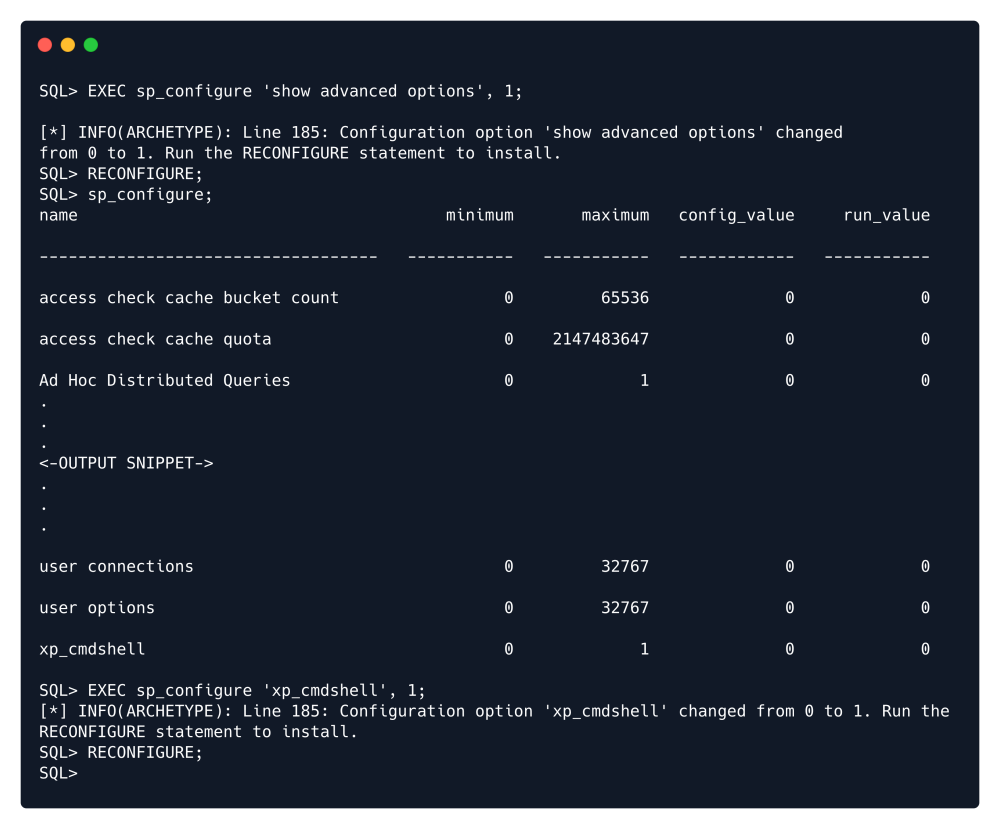 SQL> EXEC sp_configure 'show advanced options', 1;
[*] INFO(ARCHETYPE): Line 185: Configuration option 'show advanced options' changed
from 0 to 1. Run the RECONFIGURE statement to install.
SQL> RECONFIGURE;
SQL> sp_configure;
name                                      minimum       maximum   config_value     run_value
-----------------------------------   -----------   -----------   ------------   -----------
access check cache bucket count                 0         65536              0             0
access check cache quota                        0    2147483647              0             0
Ad Hoc Distributed Queries                      0             1              0             0
.
.
.
<-OUTPUT SNIPPET->
.
.
.
user connections                                0         32767              0             0
user options                                    0         32767              0             0
xp_cmdshell                                     0             1              0             0
SQL> EXEC sp_configure 'xp_cmdshell', 1;
[*] INFO(ARCHETYPE): Line 185: Configuration option 'xp_cmdshell' changed from 0 to 1. Run the
RECONFIGURE statement to install.
SQL> RECONFIGURE;
SQL>